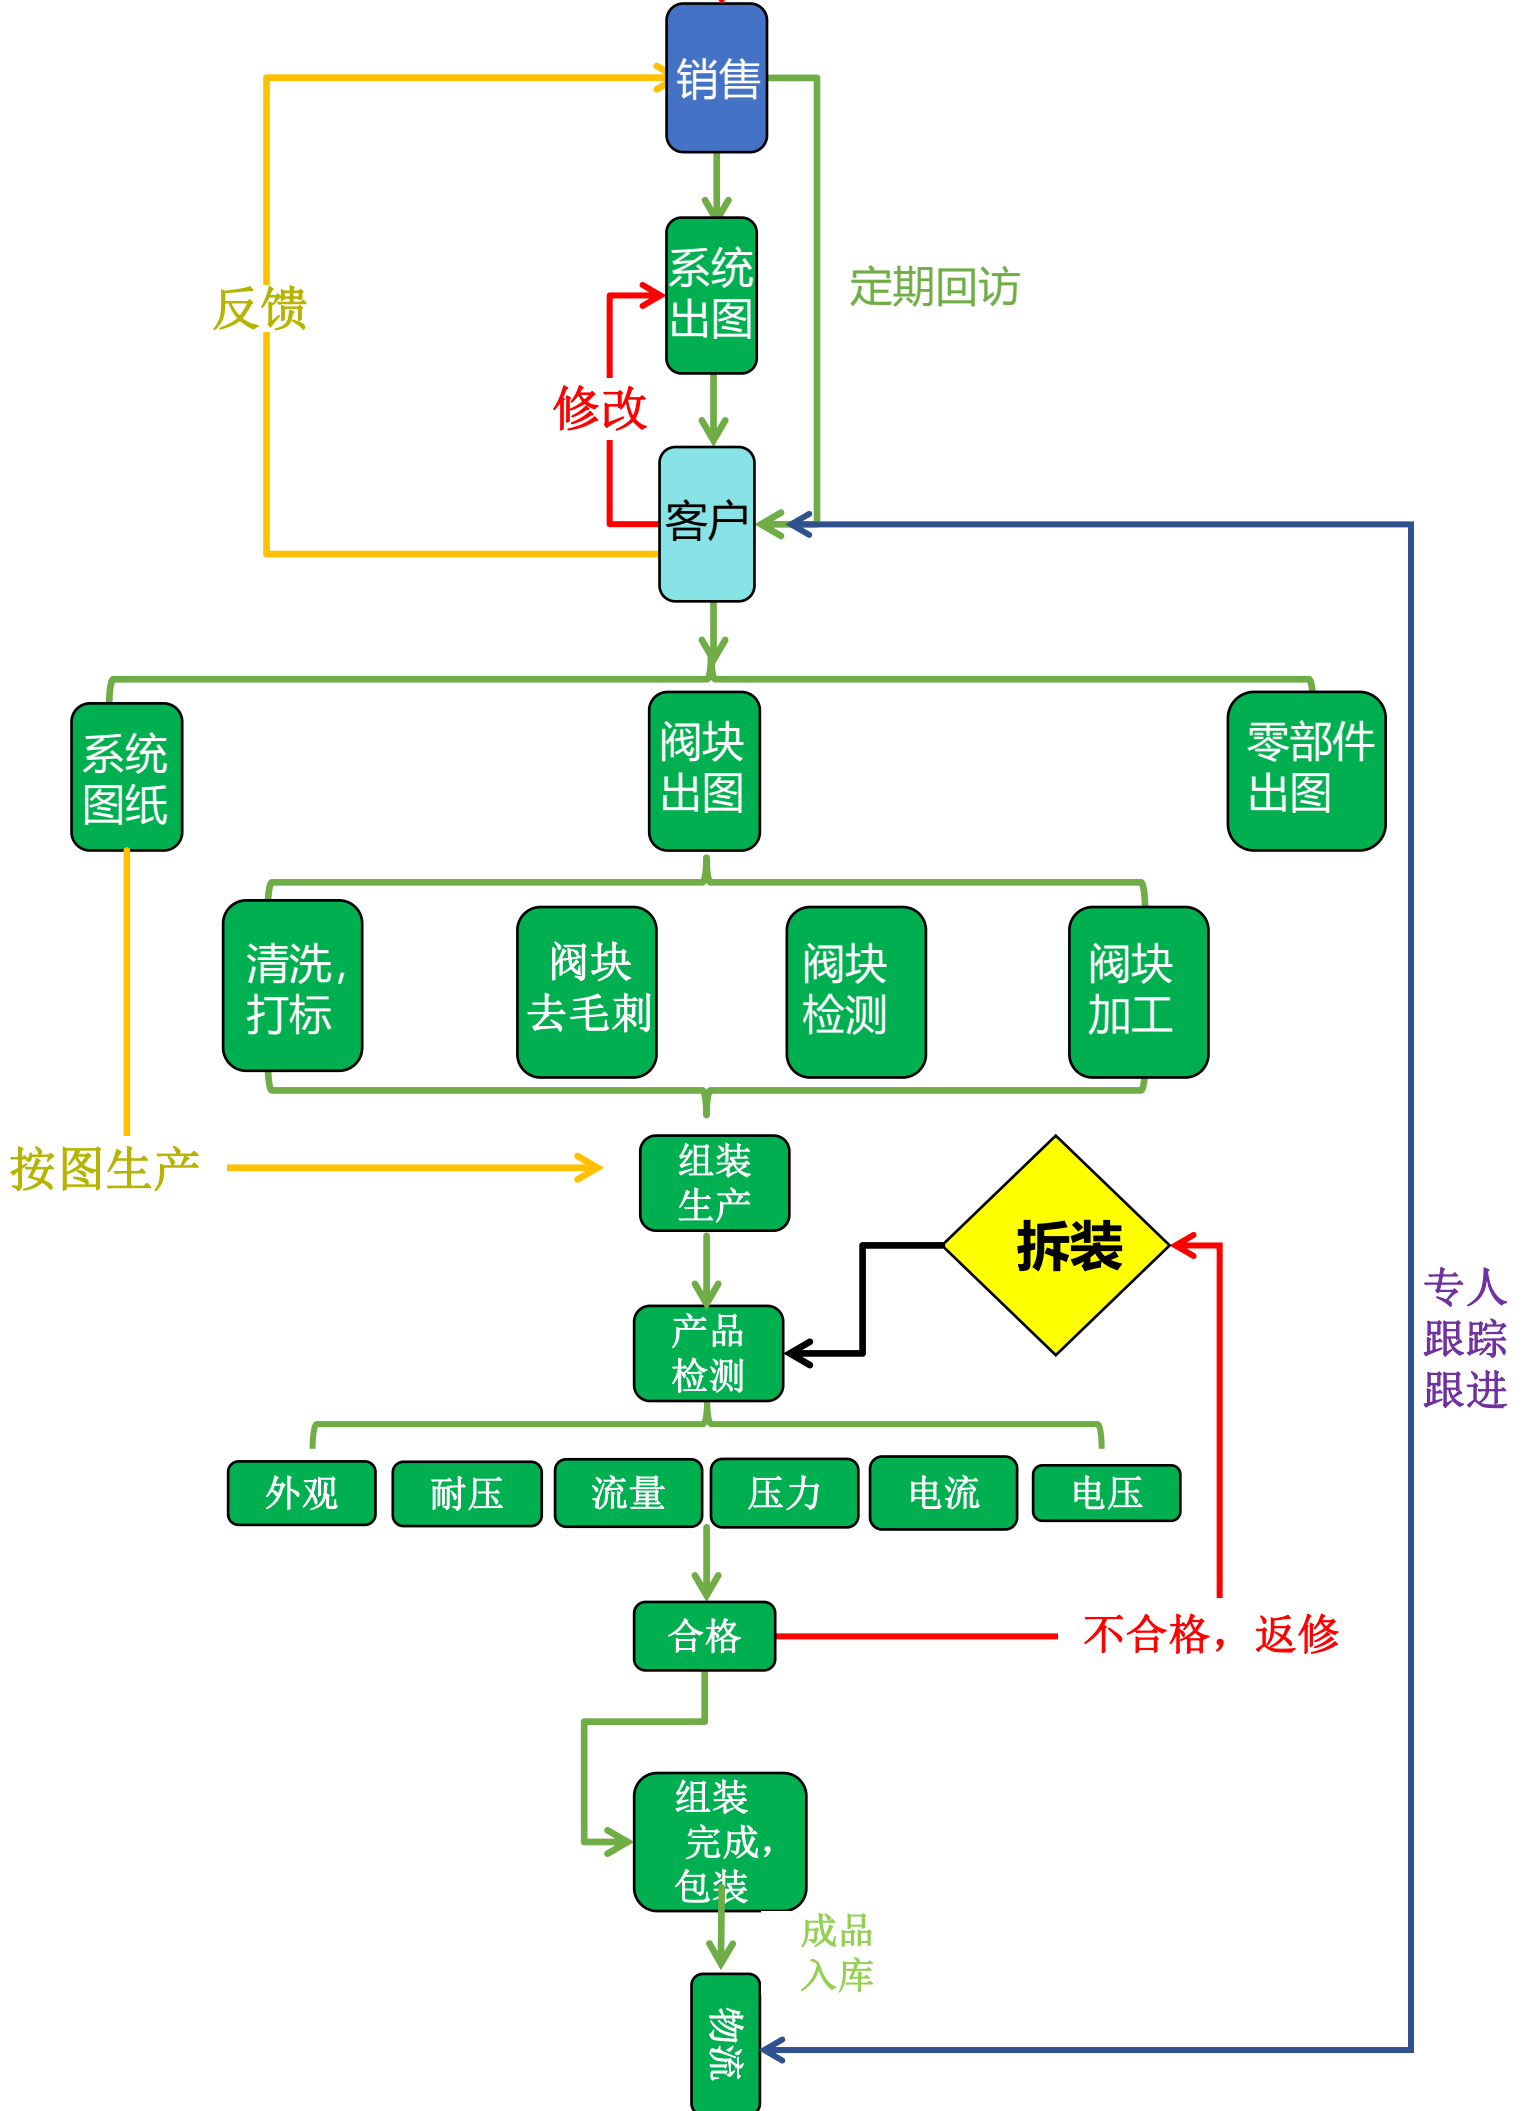 销售
系统
出图
定期回访
反馈
修改
客户
系统
图纸
阀块
出图
零部件
出图
清洗,
打标
阀块
去毛刺
阀块
检测
阀块
加工
按图生产
组装
生产
拆装
产品
检测
专人
跟踪
跟进
外观
耐压
流量
压力
电流
电压
合格
不合格，返修
组装
完成，
包装
成品
入库
物流